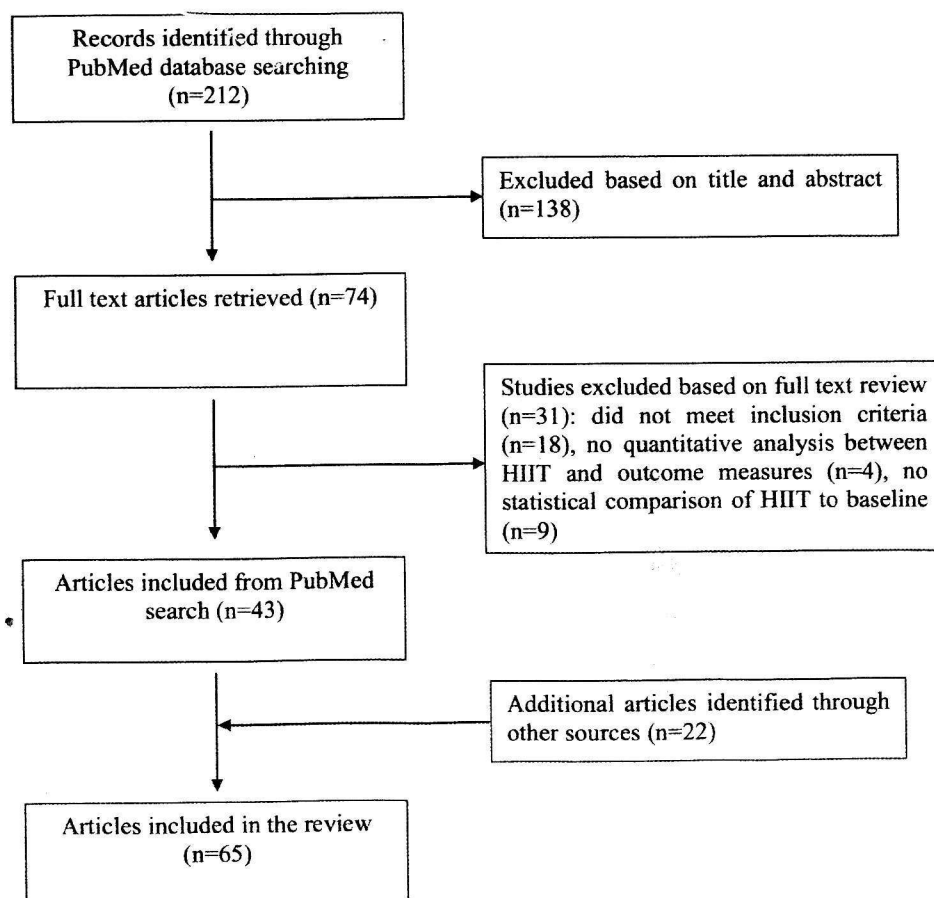 Records identified through
PubMed database searching
(n=212)
Excluded based on title and abstract
(n=138)
Full text articles retrieved (n=74)
Studies excluded based on full text review
(n=31): did not meet inclusion criteria
(n=18), no quantitative analysis between
HIIT and outcome measures (n=4), no
statistical comparison of HIIT to baseline
(n=9)
Articles included from PubMed
search (n=43)
Additional articles identified through
other sources (n=22)
Articles included in the review
(n=65)